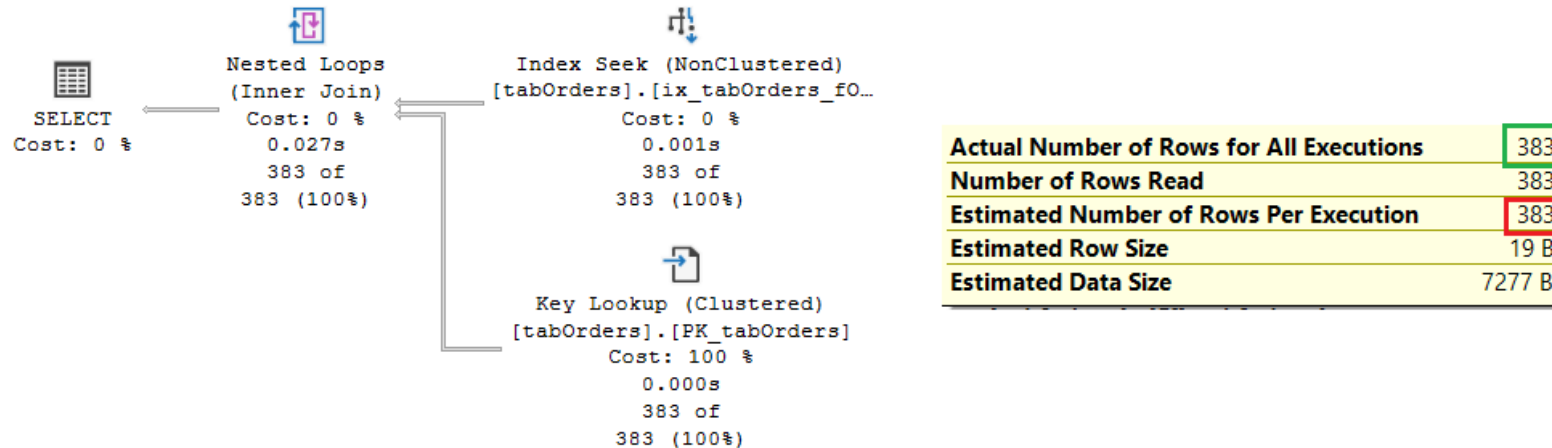 SELECT
Cost: 0 %
Nested Loops
(Inner Join)
Cost: 0 %
0.027s
383 of
383 (100%)
Index Seek (NonClustered)
[tabOrders].[ix_tabOrders_fO…
Cost: 0 %
0.001s
383 of
383 (100%)
Key Lookup (Clustered)
[tabOrders].[PK_tabOrders]
Cost: 100 %
0.000s
383 of
383 (100%)
Actual Number of Rows for All Executions 383
Number of Rows Read 383
Estimated Number of Rows Per Execution 383
Estimated Row Size 19 B
Estimated Data Size 7277 B